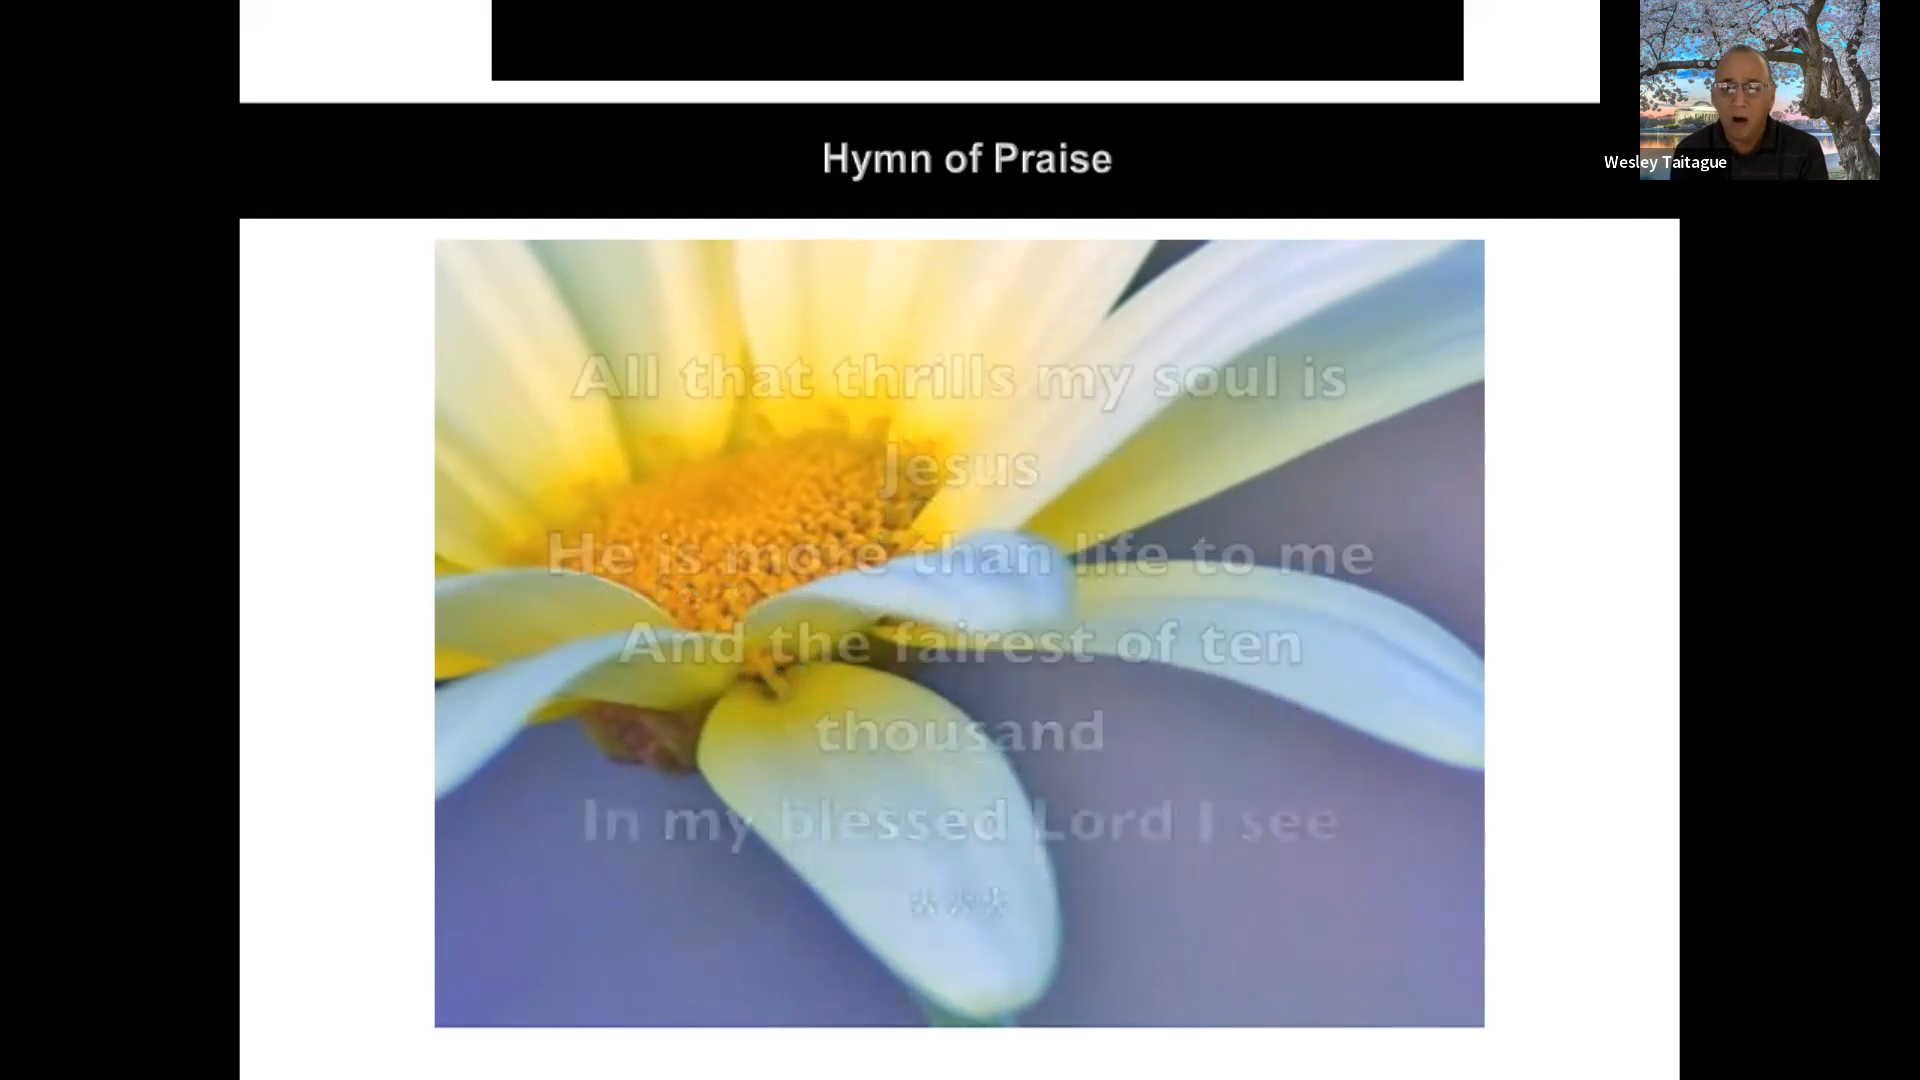 Hymn of Praise
Wesley Taitague
All that thrills my soul is
Jesus
He is more than life to me
And the fairest of ten
thousand
In my blessed Lord I see
***